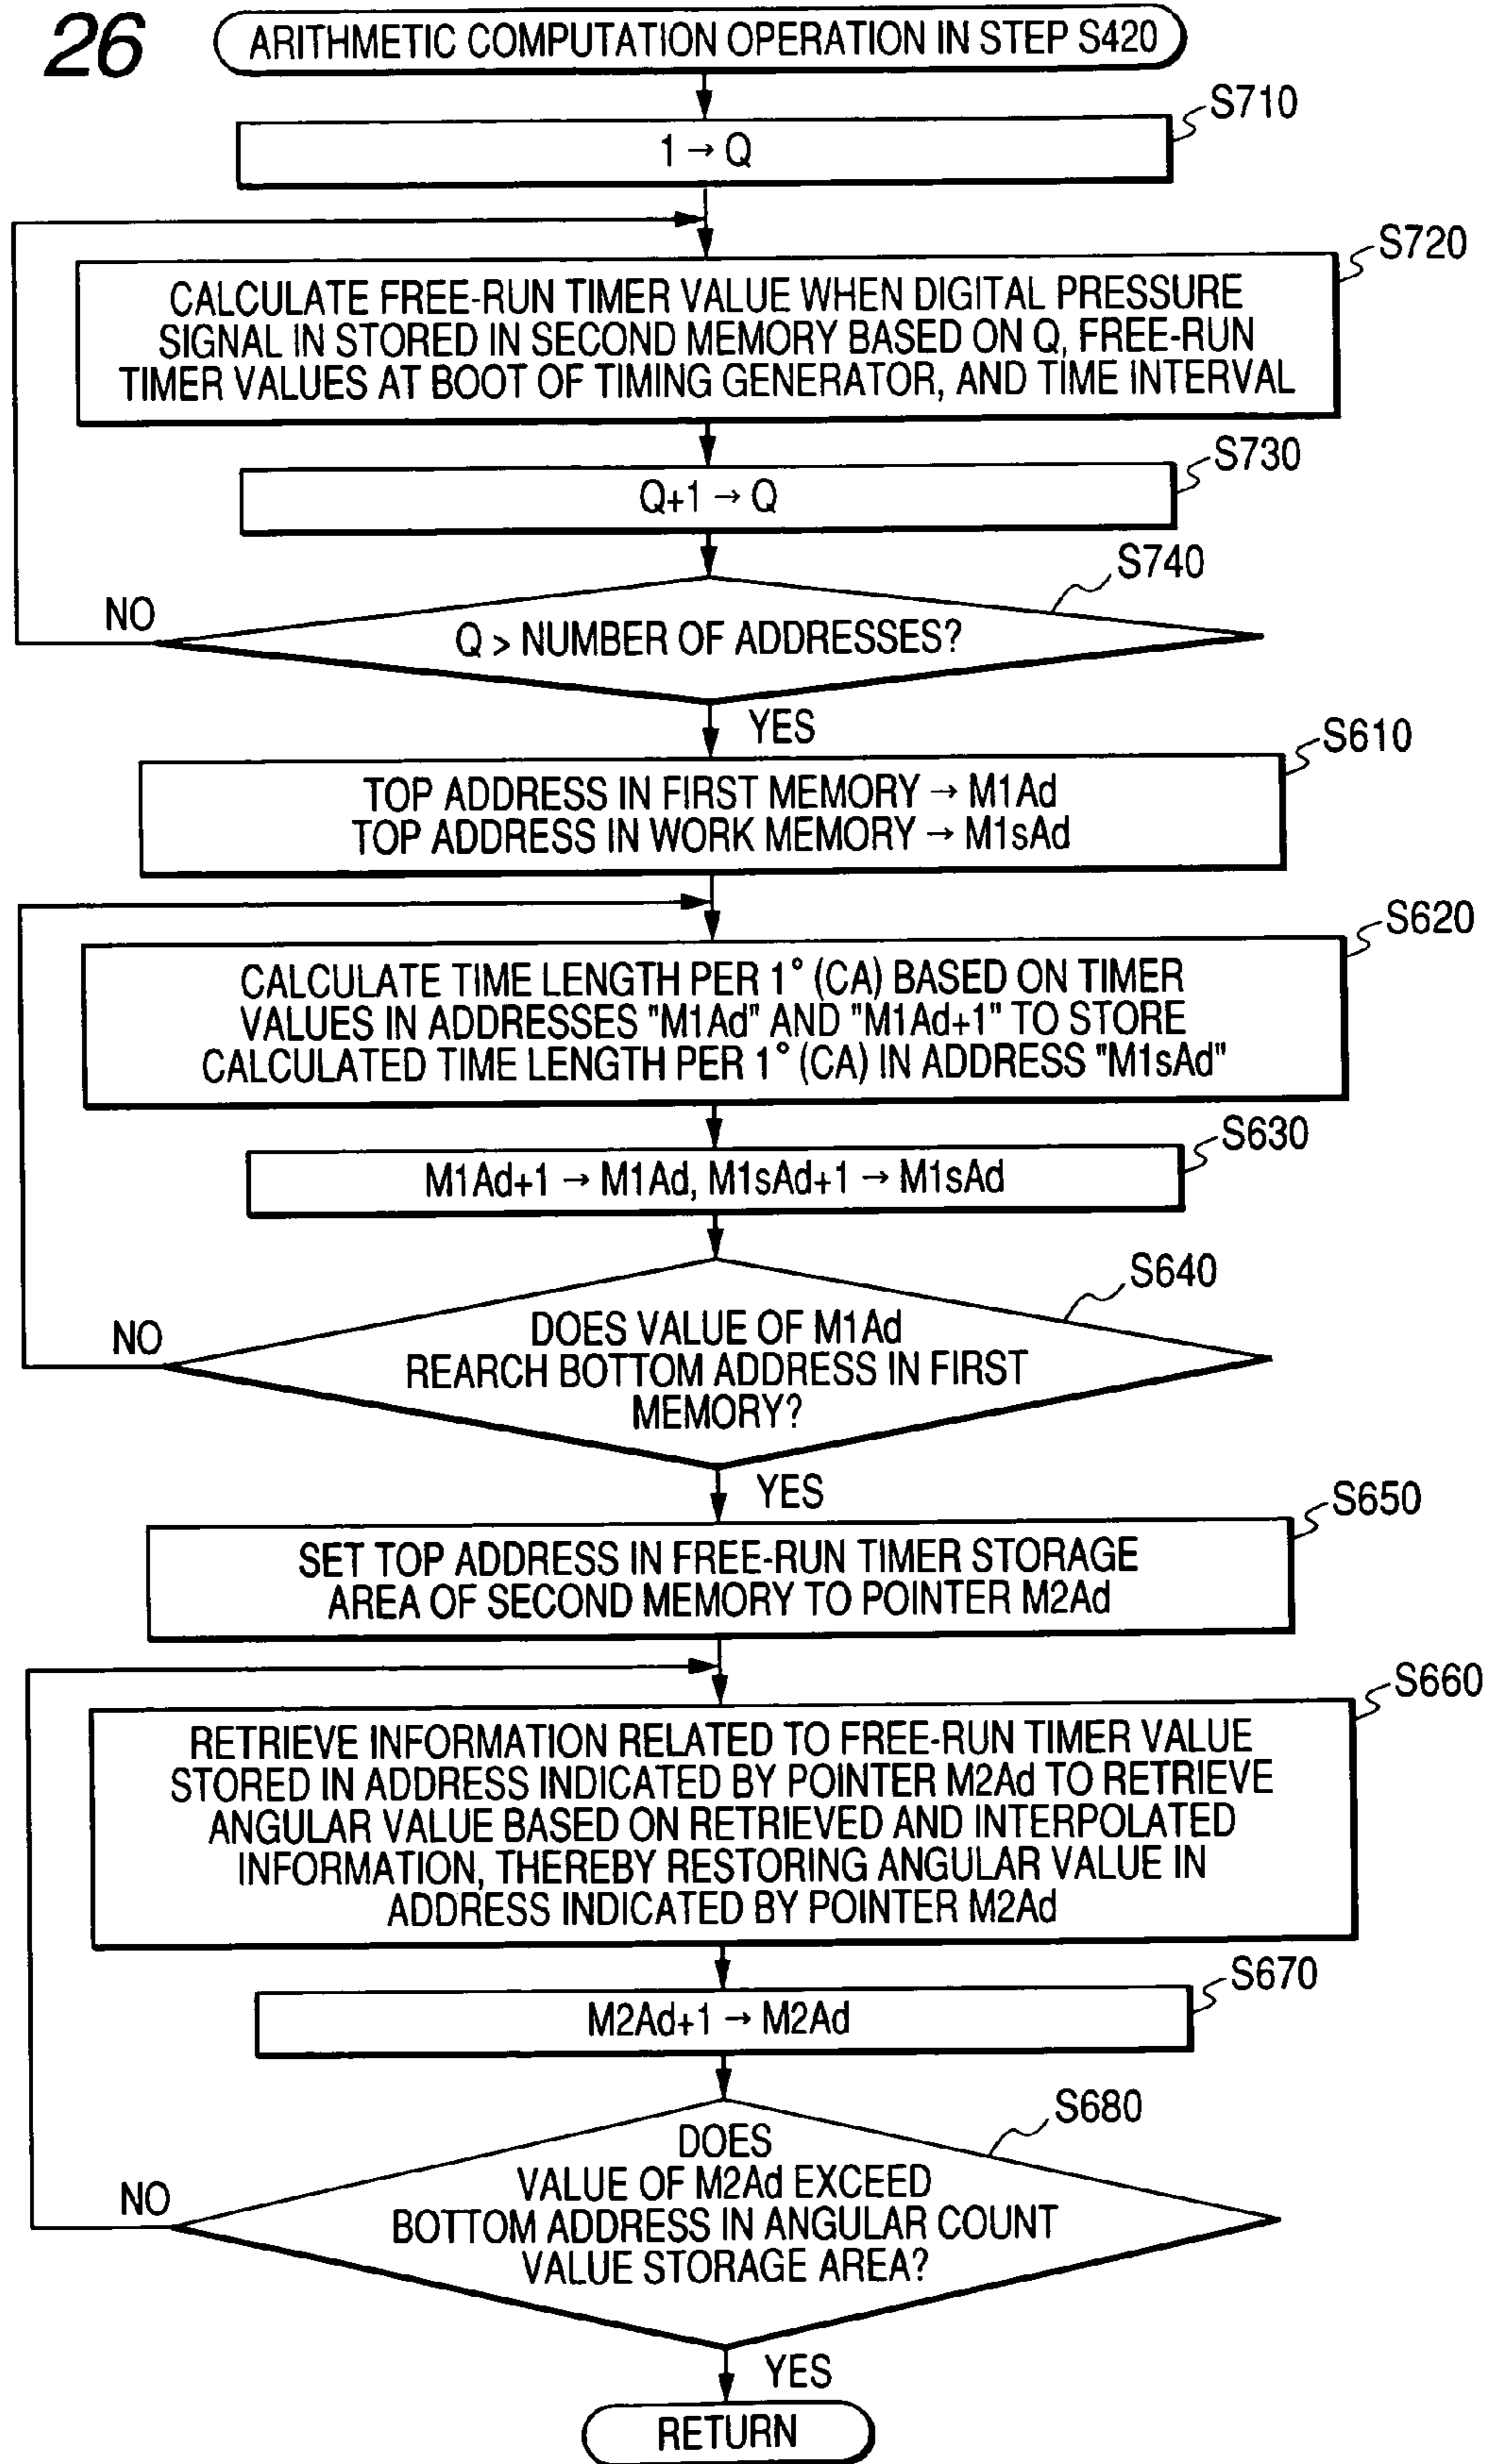 26
ARITHMETIC COMPUTATION OPERATION IN STEP S420
S710
1 → Q
S720
CALCULATE FREE-RUN TIMER VALUE WHEN DIGITAL PRESSURE
SIGNAL IN STORED IN SECOND MEMORY BASED ON Q, FREE-RUN
TIMER VALUES AT BOOT OF TIMING GENERATOR, AND TIME INTERVAL
S730
Q+1 → Q
S740
NO
Q > NUMBER OF ADDRESSES?
YES
S610
TOP ADDRESS IN FIRST MEMORY → M1Ad
TOP ADDRESS IN WORK MEMORY → M1sAd
S620
CALCULATE TIME LENGTH PER 1° (CA) BASED ON TIMER
VALUES IN ADDRESSES "M1Ad" AND "M1Ad+1" TO STORE
CALCULATED TIME LENGTH PER 1° (CA) IN ADDRESS "M1sAd"
S630
M1Ad+1 → M1Ad, M1sAd+1 → M1sAd
S640
NO
DOES VALUE OF M1Ad
REARCH BOTTOM ADDRESS IN FIRST
MEMORY?
YES
S650
SET TOP ADDRESS IN FREE-RUN TIMER STORAGE
AREA OF SECOND MEMORY TO POINTER M2Ad
S660
RETRIEVE INFORMATION RELATED TO FREE-RUN TIMER VALUE
STORED IN ADDRESS INDICATED BY POINTER M2Ad TO RETRIEVE
ANGULAR VALUE BASED ON RETRIEVED AND INTERPOLATED
INFORMATION, THEREBY RESTORING ANGULAR VALUE IN
ADDRESS INDICATED BY POINTER M2Ad
S670
M2Ad+1 → M2Ad
S680
NO
DOES
VALUE OF M2Ad EXCEED
BOTTOM ADDRESS IN ANGULAR COUNT
VALUE STORAGE AREA?
YES
RETURN